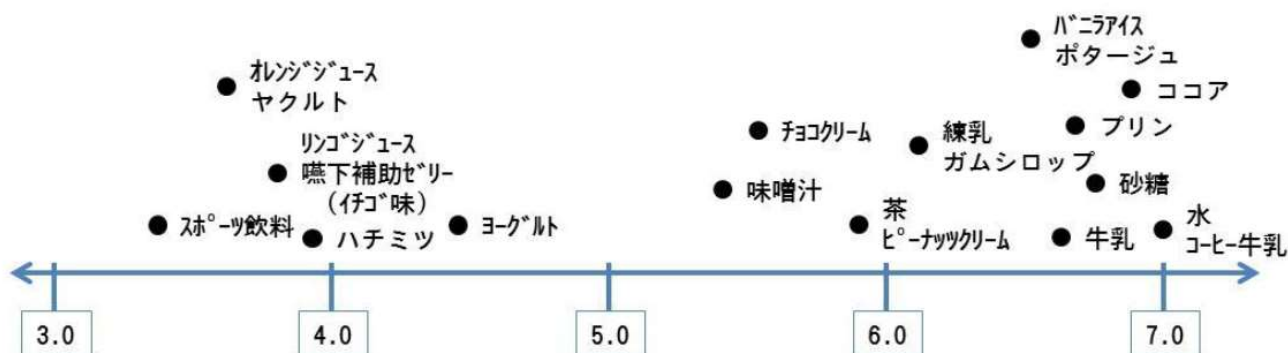 バニラアイス
ポタージュ
オレンジジュース
ヤクルト
ココア
チョコクリーム
練乳
ガムシロップ
プリン
リンゴジュース
嚥下補助ゼリー
(イチゴ味)
味噌汁
砂糖
スポーツ飲料
ハチミツ
ヨーグルト
茶
ピーナッツクリーム
牛乳
水
コーヒー牛乳
3.0
4.0
5.0
6.0
7.0